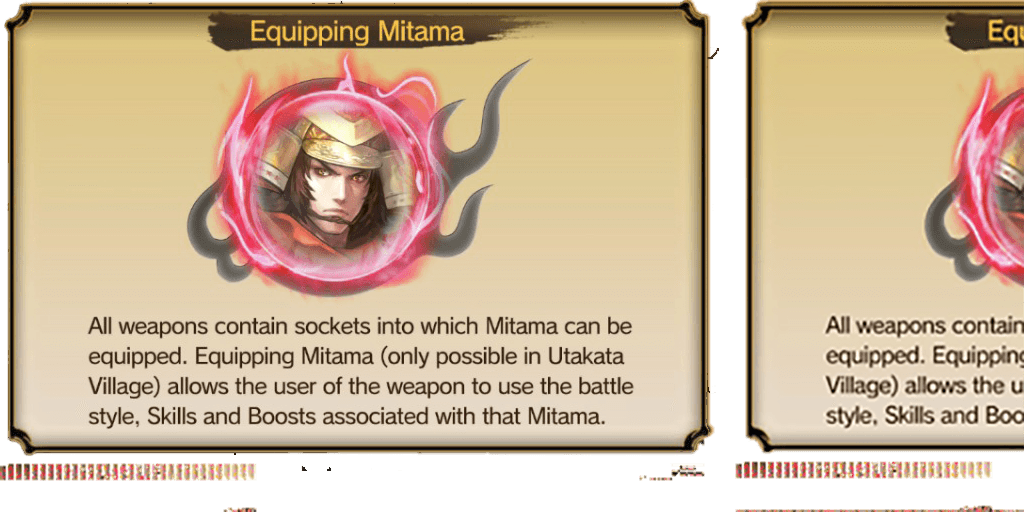 Equipping Mitama
All weapons contain sockets into which Mitama can be
equipped. Equipping Mitama (only possible in Utakata
Village) allows the user of the weapon to use the battle
style, Skills and Boosts associated with that Mitama.
Equ
All weapons contain
equipped. Equipping
Village) allows the u
style, Skills and Boo